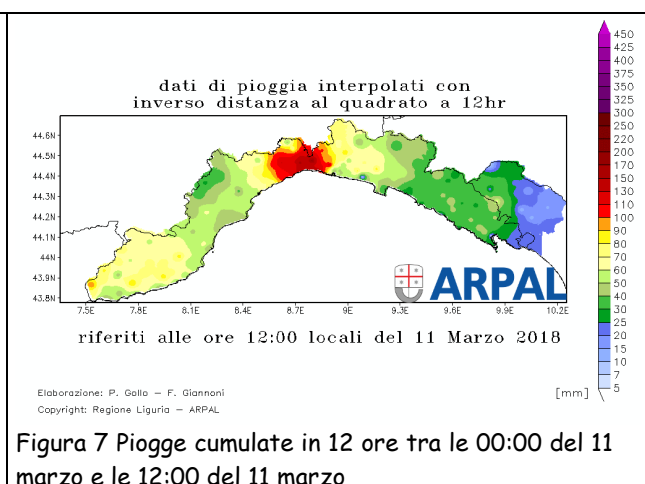 dati di pioggia interpolati con
inverso distanza al quadrato a 12hr
44.6N
44.5N
44.4N
44.3N
44.2N
44.1N
44N
43.9N
43.8N
7.5E 7.8E 8.1E 8.4E 8.7E 9E 9.3E 9.6E 9.9E 10.2E
ARPAL
riferiti alle ore 12:00 locali del 11 Marzo 2018
Elaborazione: P. Gollo – F. Giannoni
Copyright: Regione Liguria – ARPAL
[mm]
450
425
400
375
350
325
300
250
220
200
170
150
130
110
100
90
80
70
60
50
40
30
25
20
15
10
7
5
Figura 7 Piogge cumulate in 12 ore tra le 00:00 del 11
marzo e le 12:00 del 11 marzo